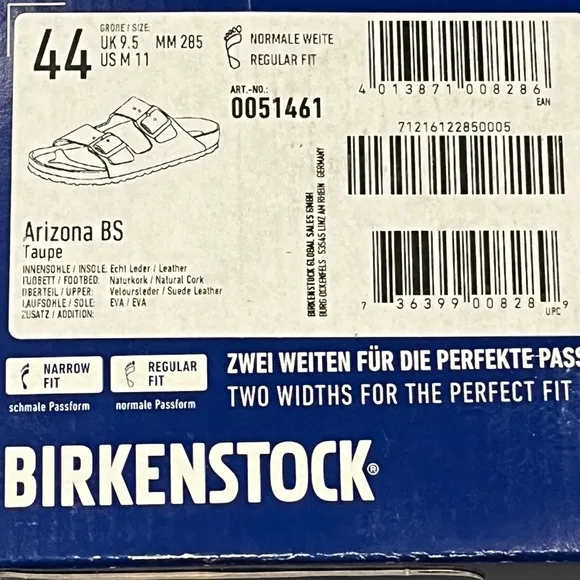 44
GRÖßE / SIZE:
UK 9.5 MM 285
US M 11
NORMALE WEITE
REGULAR FIT
ART.-NO.:
0051461
4 013871 008286
EAN
71216122850005
7 36399 00828 9
UPC
BIRKENSTOCK GLOBAL SALES GMBH
BURG OCKENFELS 53545 LINZ AM RHEIN GERMANY
Arizona BS
Taupe
INNENSOHLE / INSOLE: Echt Leder / Leather
FUßBETT / FOOTBED: Naturkork / Natural Cork
OBERTEIL / UPPER: Veloursleder / Suede Leather
LAUFSOHLE / SOLE: EVA / EVA
ZUSATZ / ADDITION:
NARROW
FIT
schmale Passform
REGULAR
FIT
normale Passform
ZWEI WEITEN FÜR DIE PERFEKTE PASS
TWO WIDTHS FOR THE PERFECT FIT
BIRKENSTOCK®